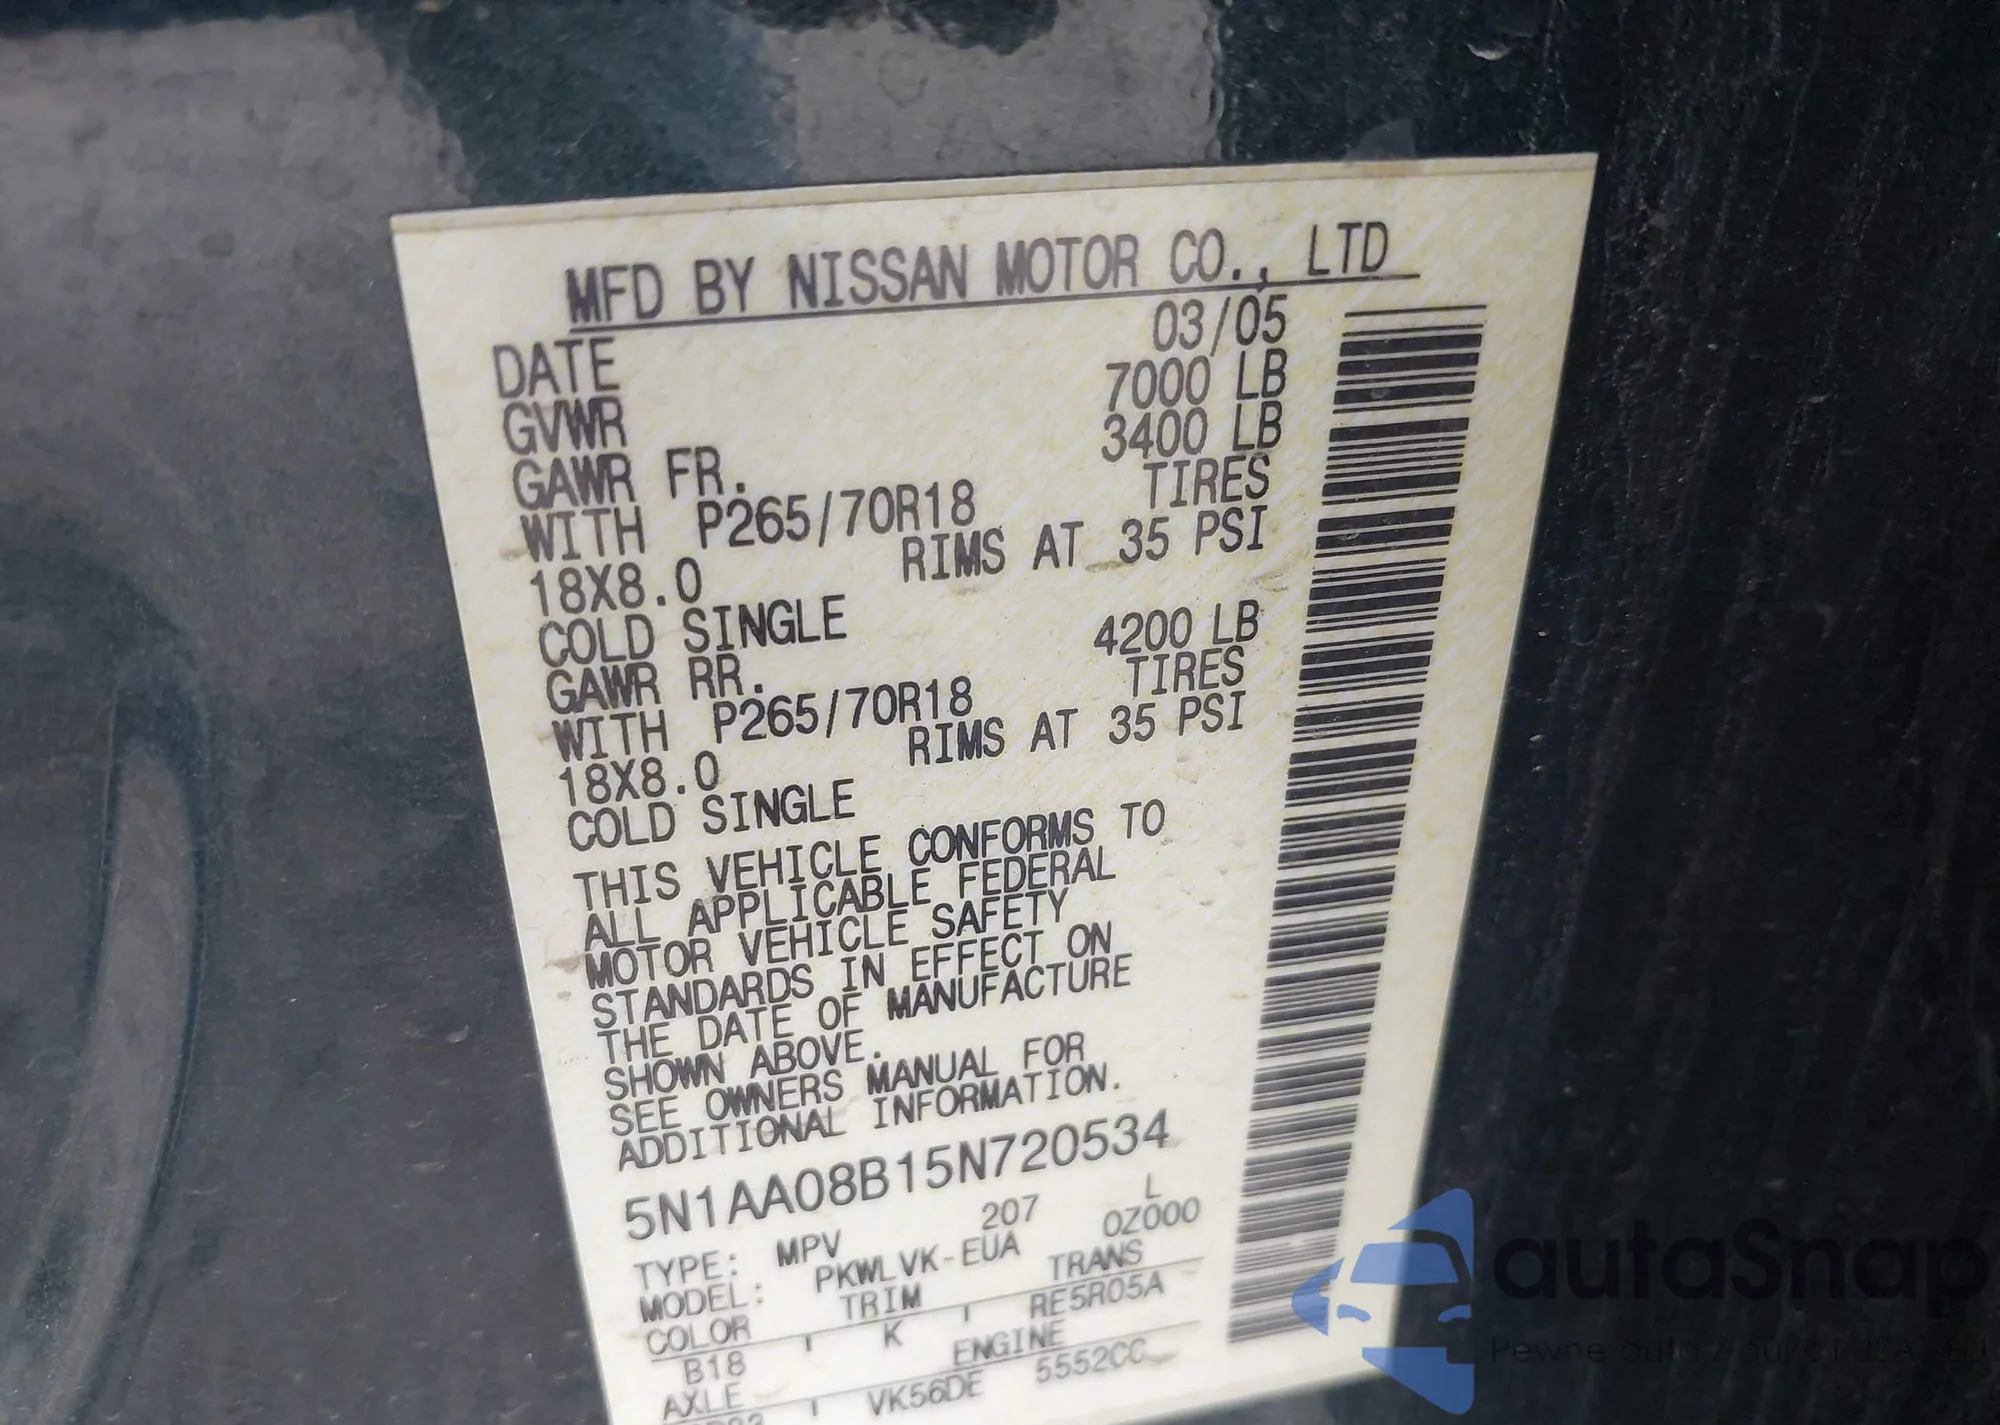 MFD BY NISSAN MOTOR CO., LTD
DATE 03/05
GVWR 7000 LB
GAWR FR. 3400 LB
WITH P265/70R18 TIRES
18X8.0 RIMS AT 35 PSI
COLD SINGLE
GAWR RR. 4200 LB
WITH P265/70R18 TIRES
18X8.0 RIMS AT 35 PSI
COLD SINGLE
THIS VEHICLE CONFORMS TO
ALL APPLICABLE FEDERAL
MOTOR VEHICLE SAFETY
STANDARDS IN EFFECT ON
THE DATE OF MANUFACTURE
SHOWN ABOVE.
SEE OWNERS MANUAL FOR
ADDITIONAL INFORMATION.
5N1AA08B15N720534
TYPE: MPV 207 L
MODEL: PKWLVK-EUA 0Z000
COLOR TRIM TRANS
B18 K RE5R05A
AXLE ENGINE
VK56DE 5552CC
autaSnap
Pewne auta z